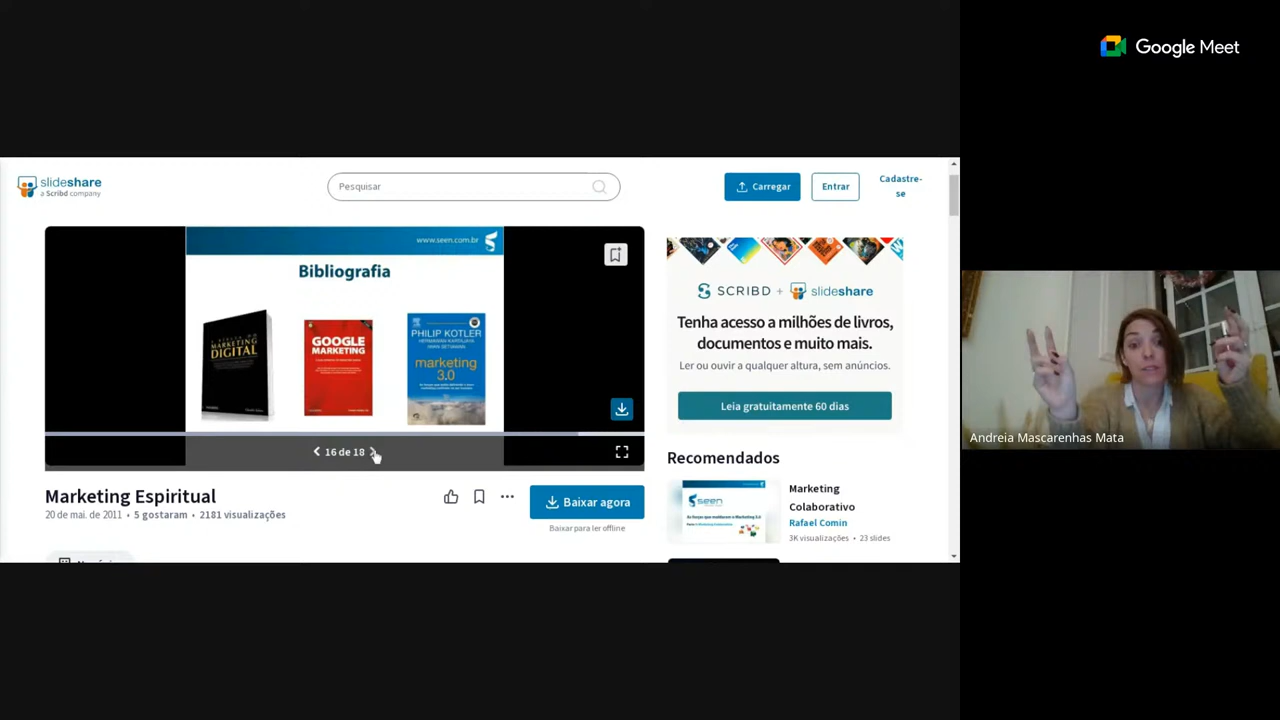 Google Meet
slideshare
a Scribd company
Pesquisar
Carregar
Entrar
Cadastre-
se
www.seen.com.br
Bibliografia
MARKETING
DIGITAL
GOOGLE
MARKETING
PHILIP KOTLER
marketing
3.0
16 de 18
Marketing Espiritual
20 de mai. de 2011 • 5 gostaram • 2181 visualizações
Baixar agora
Baixar para ler offline
SCRIBD + slideshare
Tenha acesso a milhões de livros,
documentos e muito mais.
Ler ou ouvir a qualquer altura, sem anúncios.
Leia gratuitamente 60 dias
Recomendados
seen
Marketing
Colaborativo
Rafael Comin
3K visualizações • 23 slides
Andreia Mascarenhas Mata